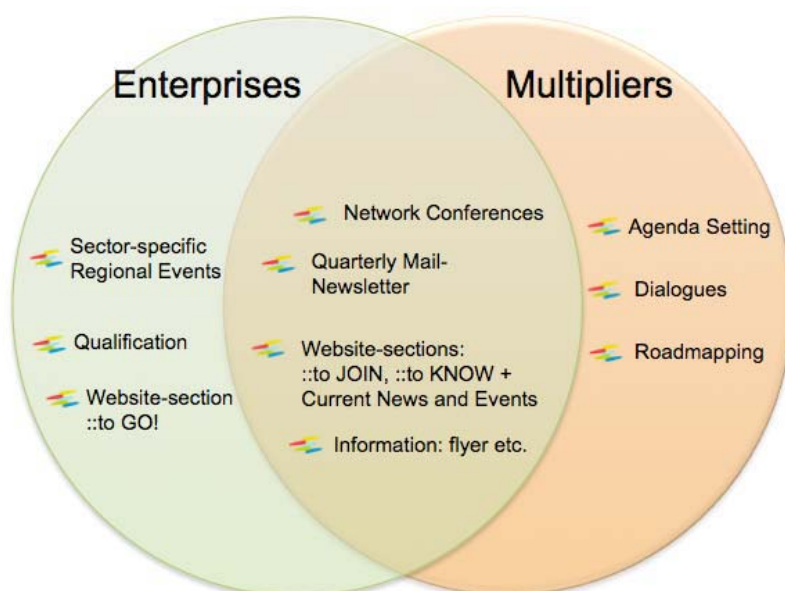 Enterprises
Multipliers
Sector-specific
Regional Events
Qualification
Website-section
::to GO!
Network Conferences
Quarterly Mail-
Newsletter
Website-sections:
::to JOIN, ::to KNOW +
Current News and Events
Information: flyer etc.
Agenda Setting
Dialogues
Roadmapping